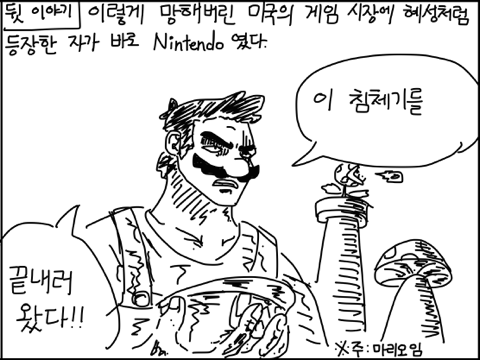 뒷 이야기 이렇게 망해버린 미국의 게임 시장에 혜성처럼
등장한 자가 바로 Nintendo 였다.
이 침체기를
끝내러
왔다!!
※주: 마리오임